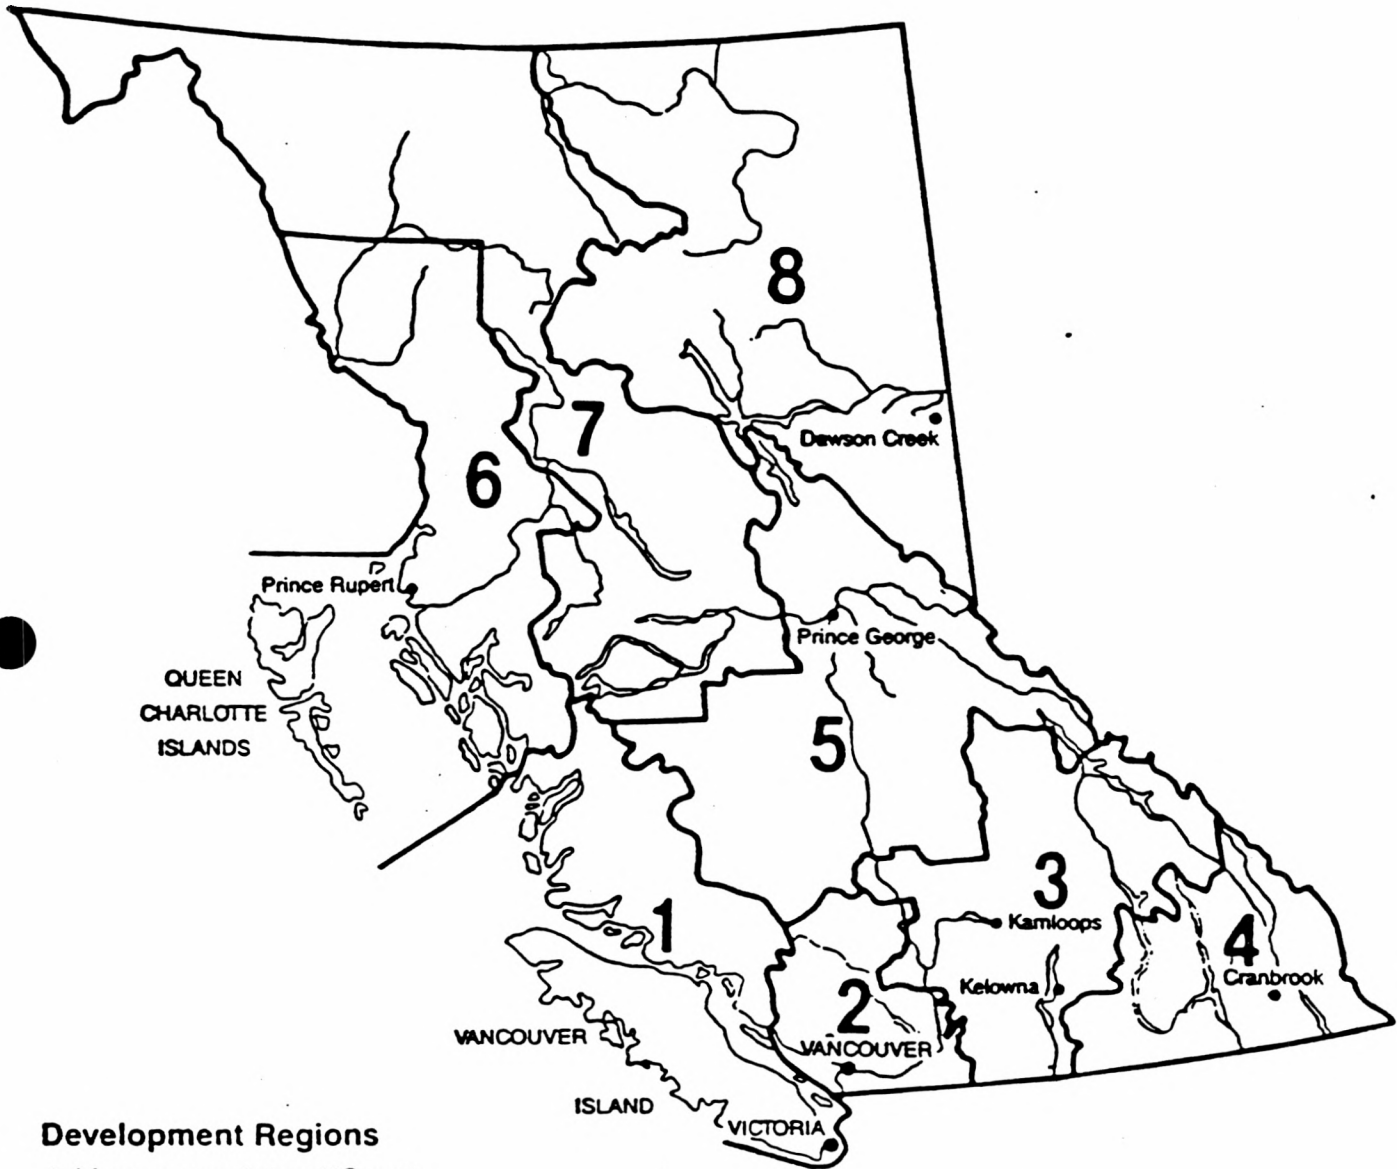 8
7
Dawson Creek
6
Prince Rupert
Prince George
QUEEN
CHARLOTTE
ISLANDS
5
3
1
Kamloops
4
Cranbrook
Kelowna
2
VANCOUVER
VANCOUVER
ISLAND
VICTORIA
Development Regions